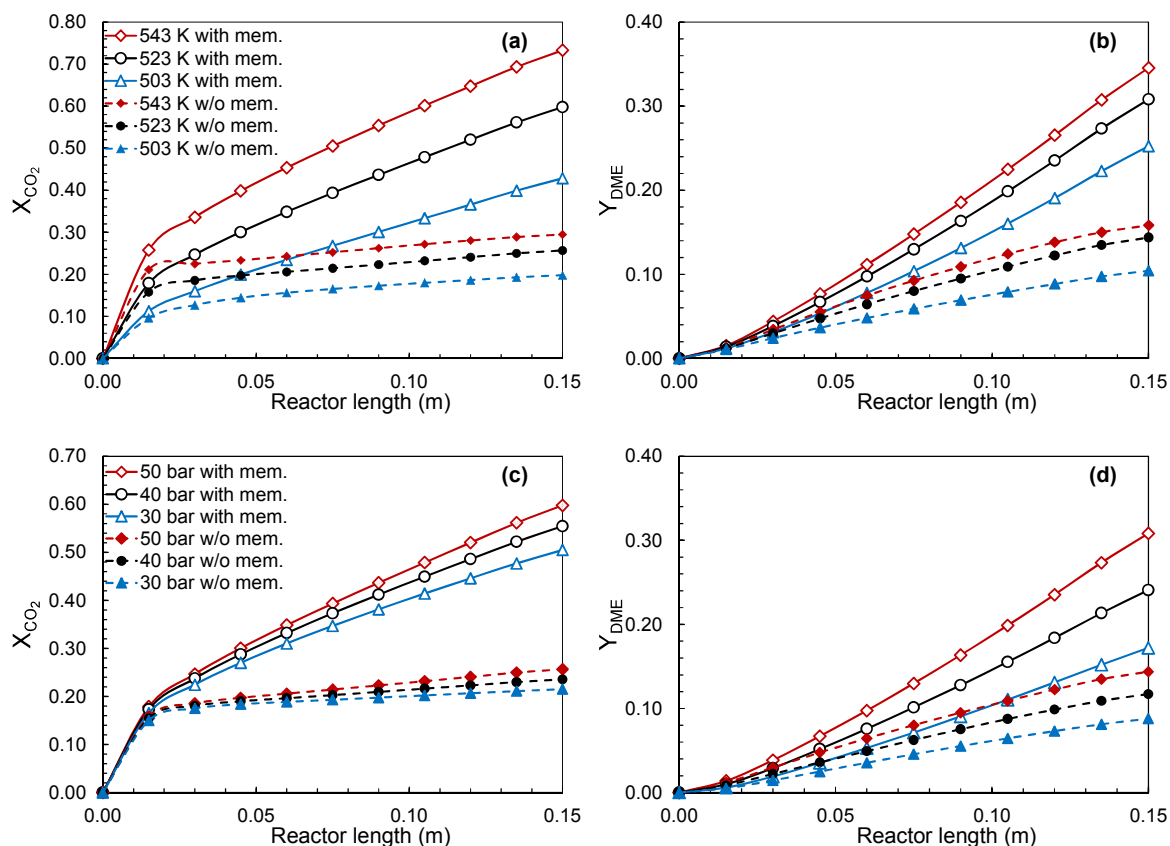 (a)
0.80
0.70
0.60
0.50
0.40
0.30
0.20
0.10
0.00
X_CO₂
543 K with mem.
523 K with mem.
503 K with mem.
543 K w/o mem.
523 K w/o mem.
503 K w/o mem.
0.00 0.05 0.10 0.15
Reactor length (m)
(b)
0.40
0.30
0.20
0.10
0.00
Y_DME
0.00 0.05 0.10 0.15
Reactor length (m)
(c)
0.70
0.60
0.50
0.40
0.30
0.20
0.10
0.00
X_CO₂
50 bar with mem.
40 bar with mem.
30 bar with mem.
50 bar w/o mem.
40 bar w/o mem.
30 bar w/o mem.
0.00 0.05 0.10 0.15
Reactor length (m)
(d)
0.40
0.30
0.20
0.10
0.00
Y_DME
0.00 0.05 0.10 0.15
Reactor length (m)